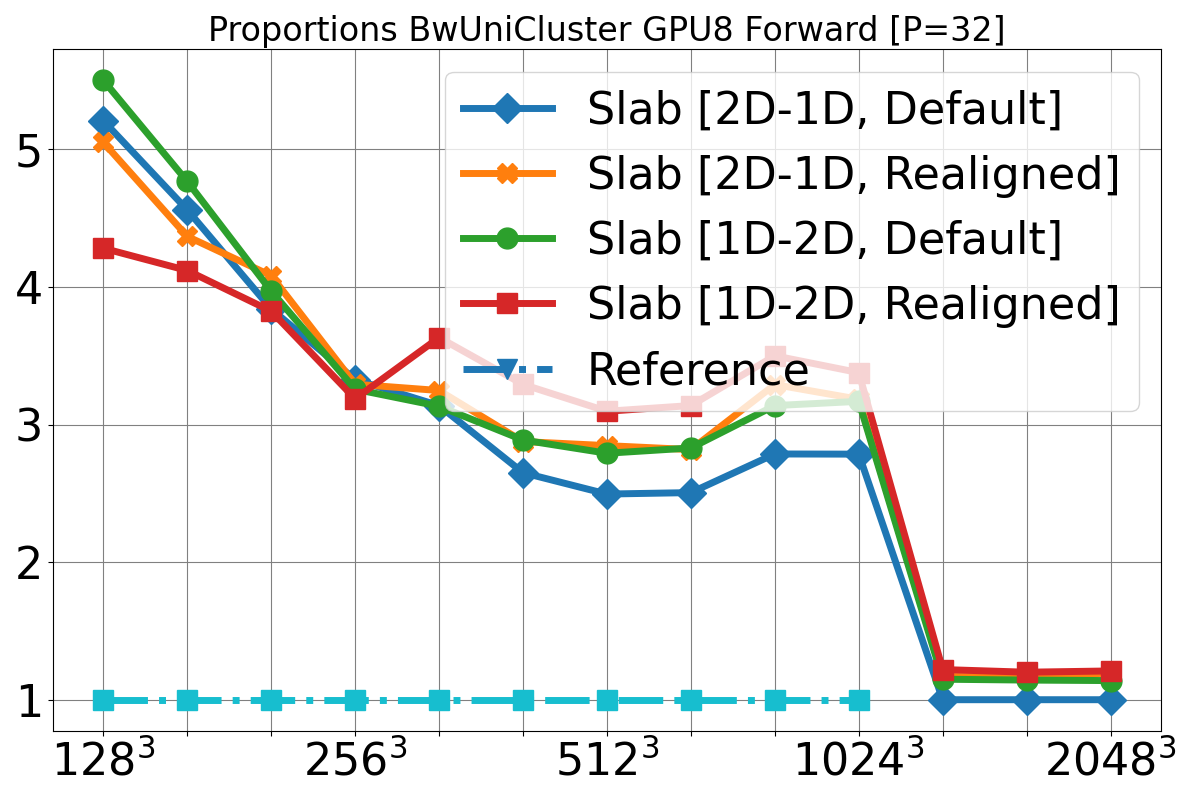 Proportions BwUniCluster GPU8 Forward [P=32]
Slab [2D-1D, Default]
Slab [2D-1D, Realigned]
Slab [1D-2D, Default]
Slab [1D-2D, Realigned]
Reference
5
4
3
2
1
128³ 256³ 512³ 1024³ 2048³